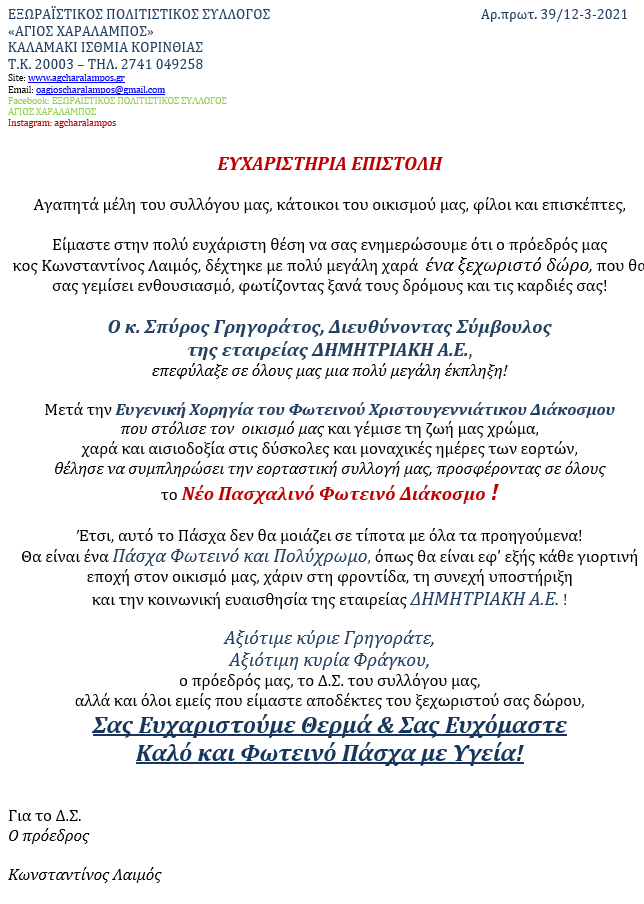 ΕΞΩΡΑΪΣΤΙΚΟΣ ΠΟΛΙΤΙΣΤΙΚΟΣ ΣΥΛΛΟΓΟΣ Αρ.πρωτ. 39/12-3-2021
«ΑΓΙΟΣ ΧΑΡΑΛΑΜΠΟΣ»
ΚΑΛΑΜΑΚΙ ΙΣΘΜΙΑ ΚΟΡΙΝΘΙΑΣ
Τ.Κ. 20003 – ΤΗΛ. 2741 049258
Site: www.agcharalampos.gr
Email: oagioscharalampos@gmail.com
Facebook: ΕΞΩΡΑΪΣΤΙΚΟΣ ΠΟΛΙΤΙΣΤΙΚΟΣ ΣΥΛΛΟΓΟΣ
ΑΓΙΟΣ ΧΑΡΑΛΑΜΠΟΣ
Instagram: agcharalampos
ΕΥΧΑΡΙΣΤΗΡΙΑ ΕΠΙΣΤΟΛΗ
Αγαπητά μέλη του συλλόγου μας, κάτοικοι του οικισμού μας, φίλοι και επισκέπτες,
Είμαστε στην πολύ ευχάριστη θέση να σας ενημερώσουμε ότι ο πρόεδρός μας
κος Κωνσταντίνος Λαιμός, δέχτηκε με πολύ μεγάλη χαρά ένα ξεχωριστό δώρο, που θα
σας γεμίσει ενθουσιασμό, φωτίζοντας ξανά τους δρόμους και τις καρδιές σας!
Ο κ. Σπύρος Γρηγοράτος, Διευθύνοντας Σύμβουλος
της εταιρείας ΔΗΜΗΤΡΙΑΚΗ Α.Ε.,
επεφύλαξε σε όλους μας μια πολύ μεγάλη έκπληξη!
Μετά την Ευγενική Χορηγία του Φωτεινού Χριστουγεννιάτικου Διάκοσμου
που στόλισε τον οικισμό μας και γέμισε τη ζωή μας χρώμα,
χαρά και αισιοδοξία στις δύσκολες και μοναχικές ημέρες των εορτών,
θέλησε να συμπληρώσει την εορταστική συλλογή μας, προσφέροντας σε όλους
το Νέο Πασχαλινό Φωτεινό Διάκοσμο !
Έτσι, αυτό το Πάσχα δεν θα μοιάζει σε τίποτα με όλα τα προηγούμενα!
Θα είναι ένα Πάσχα Φωτεινό και Πολύχρωμο, όπως θα είναι εφ’ εξής κάθε γιορτινή
εποχή στον οικισμό μας, χάριν στη φροντίδα, τη συνεχή υποστήριξη
και την κοινωνική ευαισθησία της εταιρείας ΔΗΜΗΤΡΙΑΚΗ Α.Ε. !
Αξιότιμε κύριε Γρηγοράτε,
Αξιότιμη κυρία Φράγκου,
ο πρόεδρός μας, το Δ.Σ. του συλλόγου μας,
αλλά και όλοι εμείς που είμαστε αποδέκτες του ξεχωριστού σας δώρου,
Σας Ευχαριστούμε Θερμά & Σας Ευχόμαστε
Καλό και Φωτεινό Πάσχα με Υγεία!
Για το Δ.Σ.
Ο πρόεδρος
Κωνσταντίνος Λαιμός